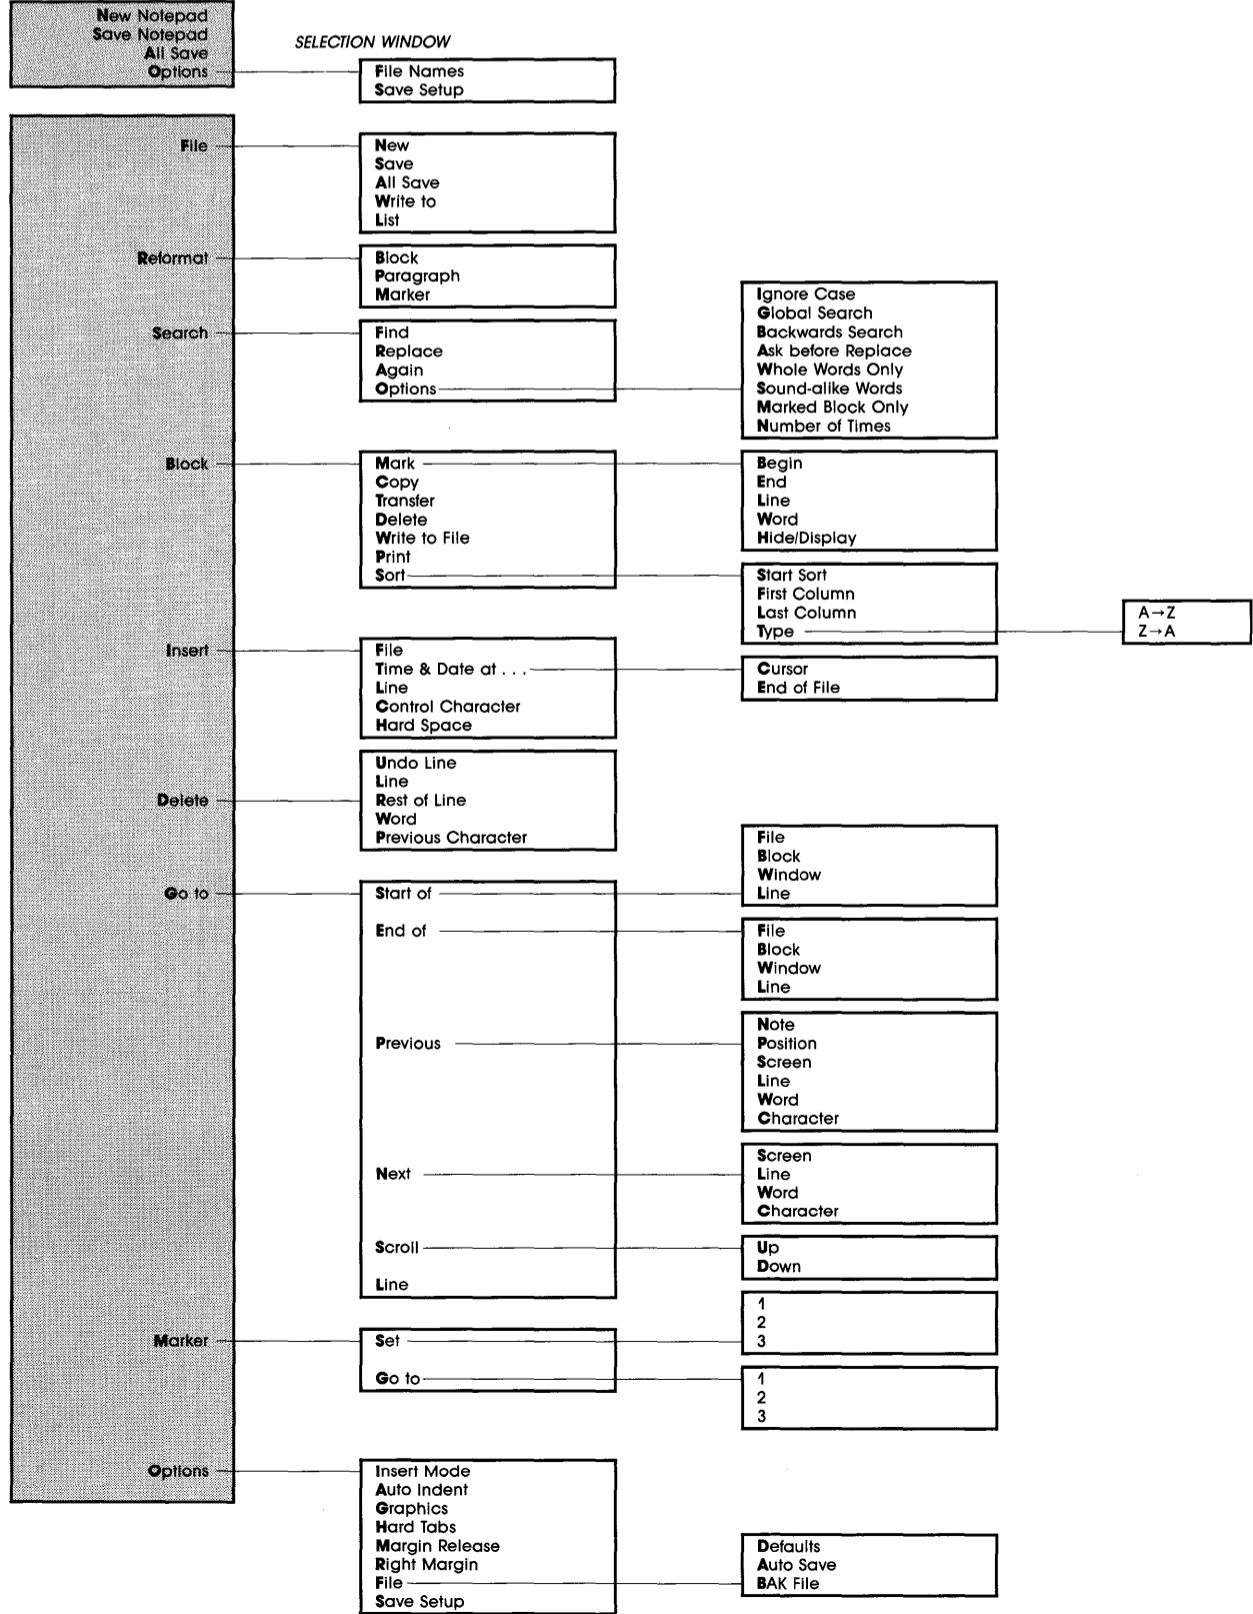 New Notepad
Save Notepad
All Save
Options
SELECTION WINDOW
File Names
Save Setup
File
New
Save
All Save
Write to
List
Reformat
Block
Paragraph
Marker
Search
Find
Replace
Again
Options
Ignore Case
Global Search
Backwards Search
Ask before Replace
Whole Words Only
Sound-alike Words
Marked Block Only
Number of Times
Block
Mark
Copy
Transfer
Delete
Write to File
Print
Sort
Begin
End
Line
Word
Hide/Display
Start Sort
First Column
Last Column
Type
A→Z
Z→A
Insert
File
Time & Date at . . .
Line
Control Character
Hard Space
Cursor
End of File
Delete
Undo Line
Line
Rest of Line
Word
Previous Character
Go to
Start of
File
Block
Window
Line
End of
File
Block
Window
Line
Previous
Note
Position
Screen
Line
Word
Character
Next
Screen
Line
Word
Character
Scroll
Up
Down
Line
Marker
Set
1
2
3
Go to
1
2
3
Options
Insert Mode
Auto Indent
Graphics
Hard Tabs
Margin Release
Right Margin
File
Save Setup
Defaults
Auto Save
BAK File